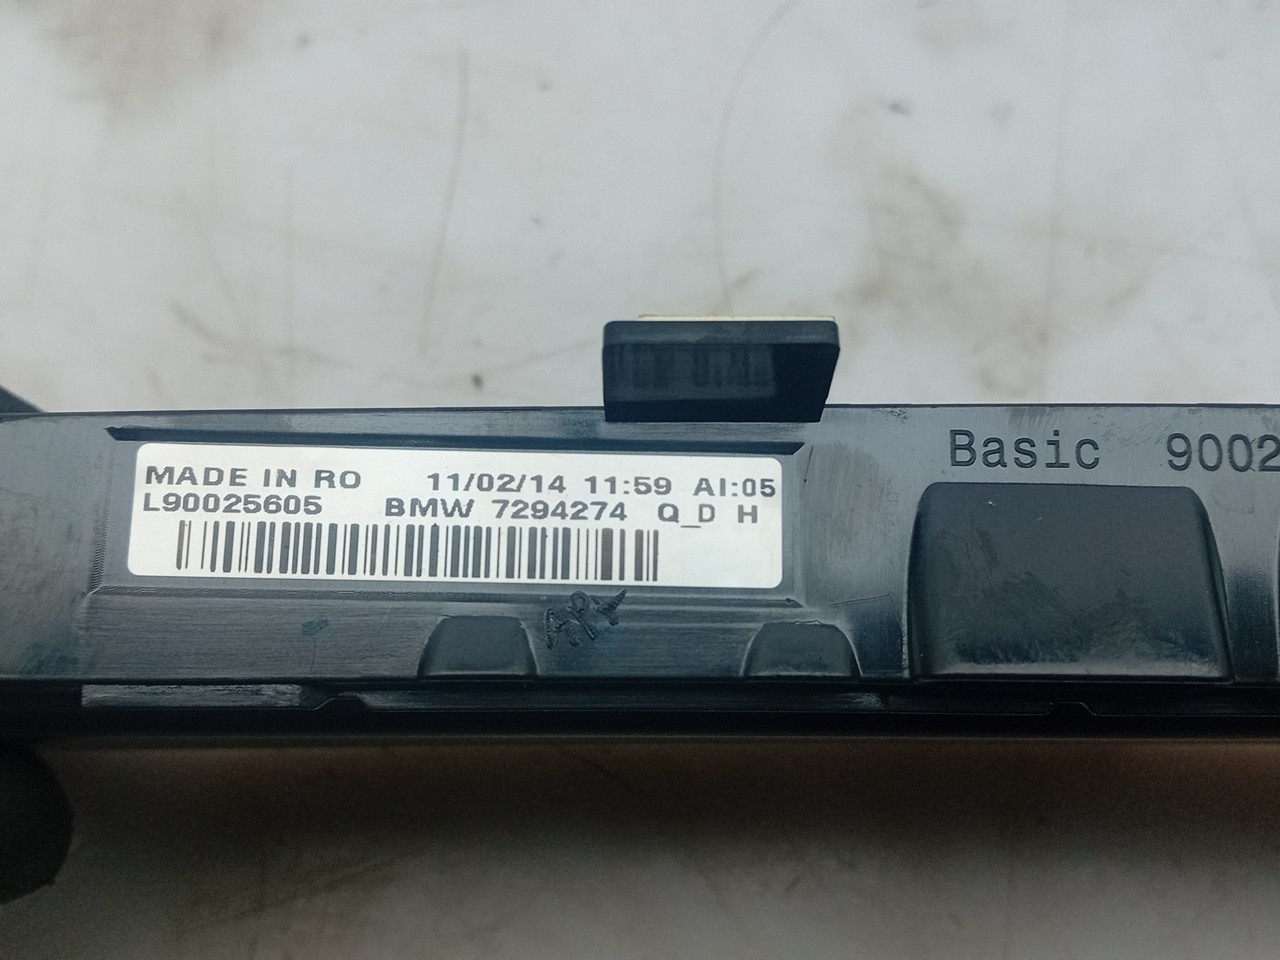 MADE IN RO 11/02/14 11:59 AI:05
L90025605 BMW 7294274 Q_D H
Basic 9002